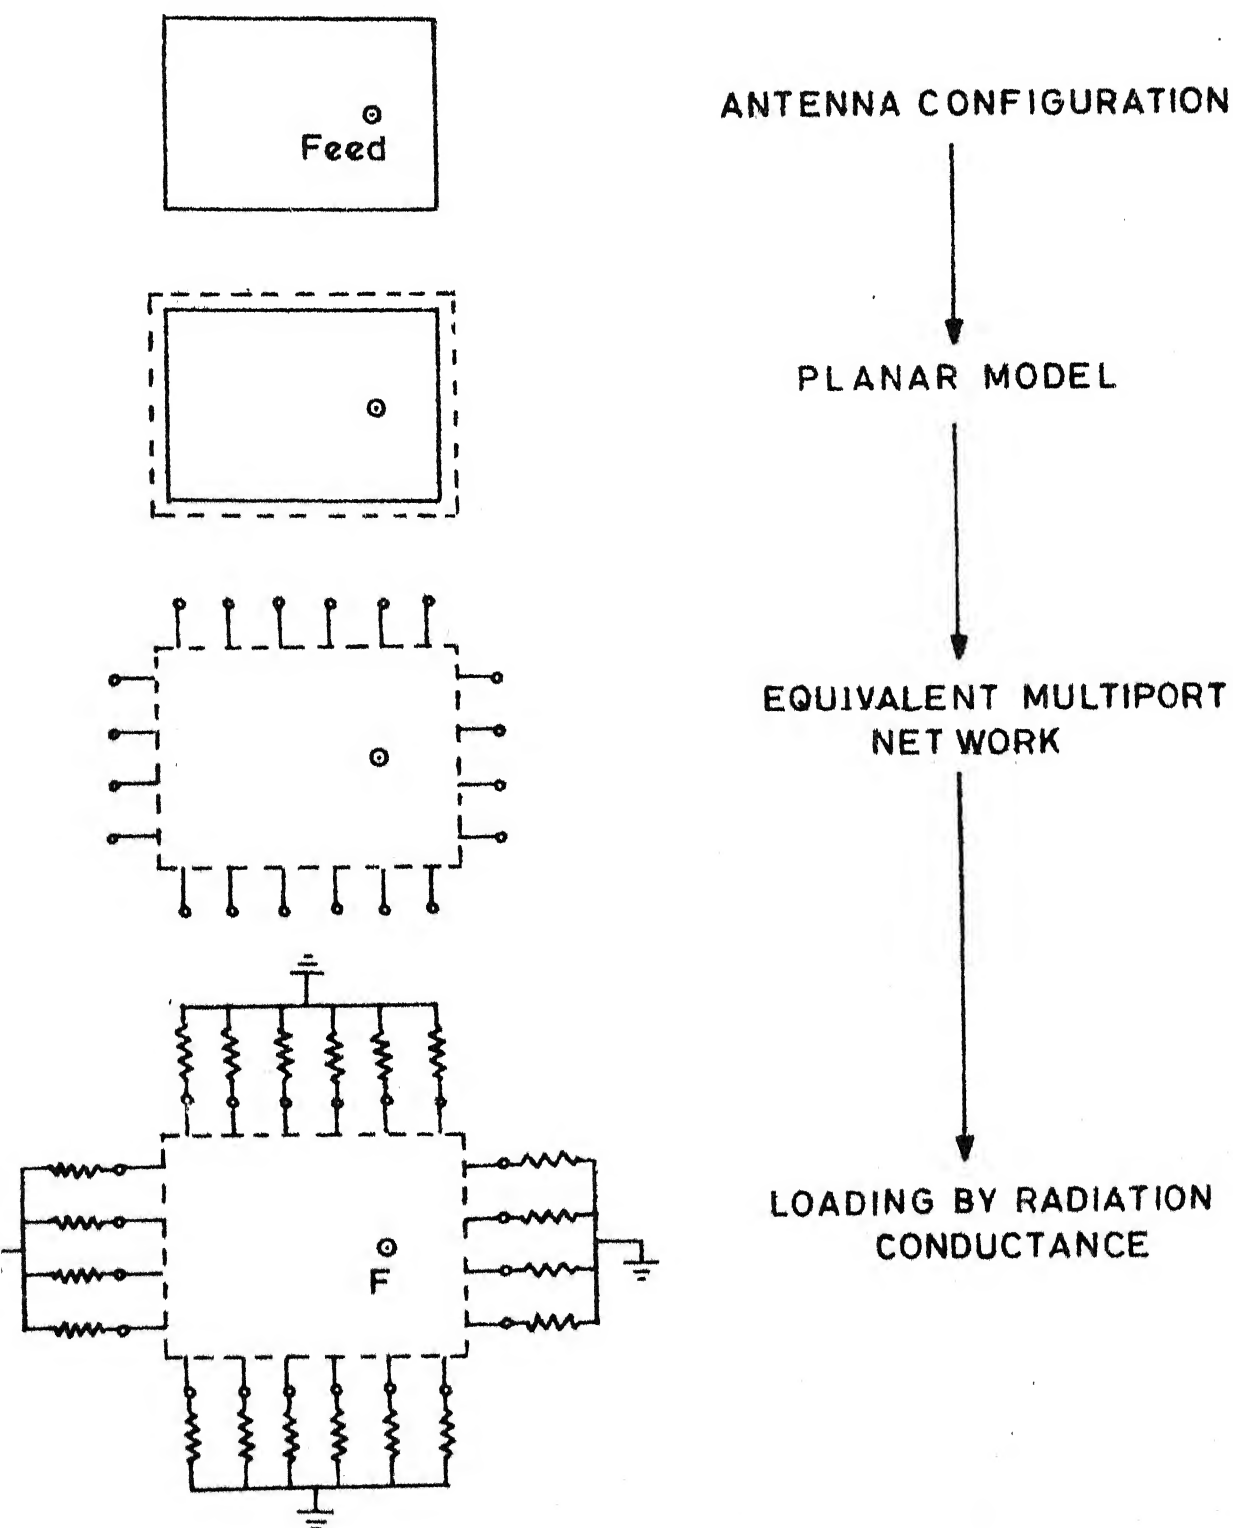 ANTENNA CONFIGURATION
Feed
PLANAR MODEL
EQUIVALENT MULTIPORT
NET WORK
LOADING BY RADIATION
CONDUCTANCE
F